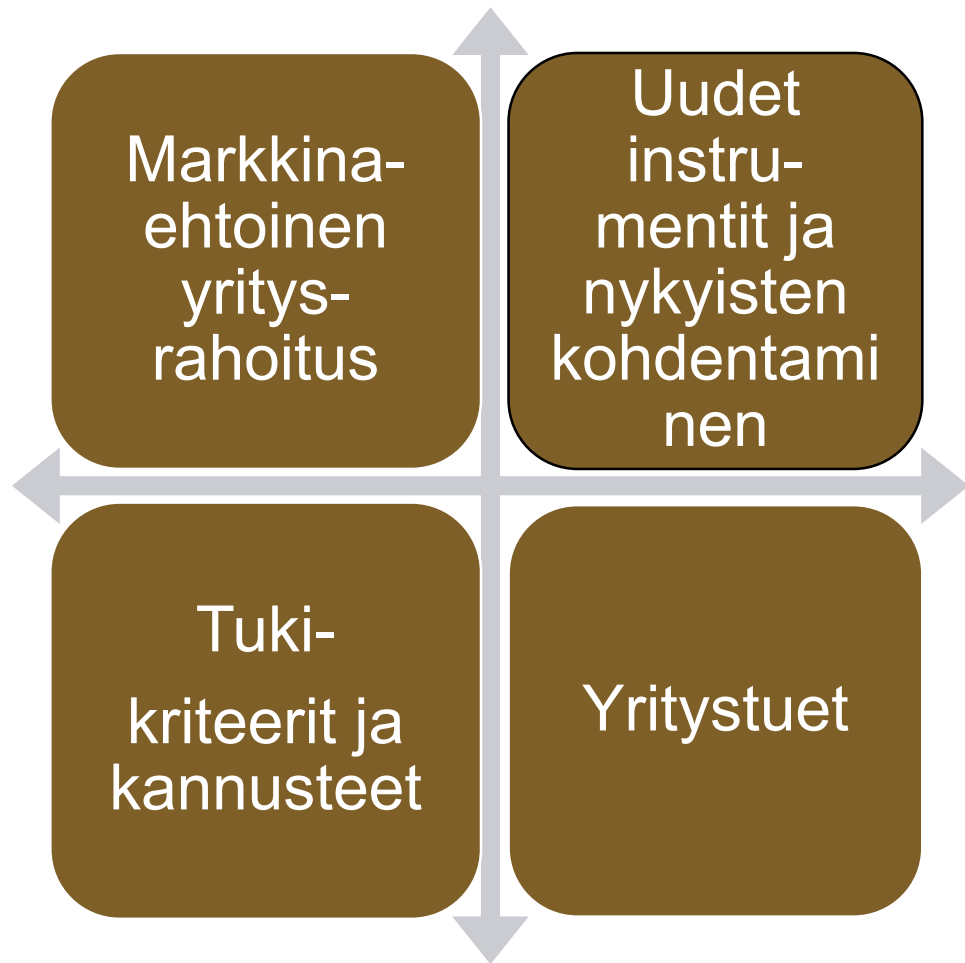 Markkina-
ehtoinen
yritys-
rahoitus
Uudet
instru-
mentit ja
nykyisten
kohdentami
nen
Tuki-
kriteerit ja
kannusteet
Yritystuet